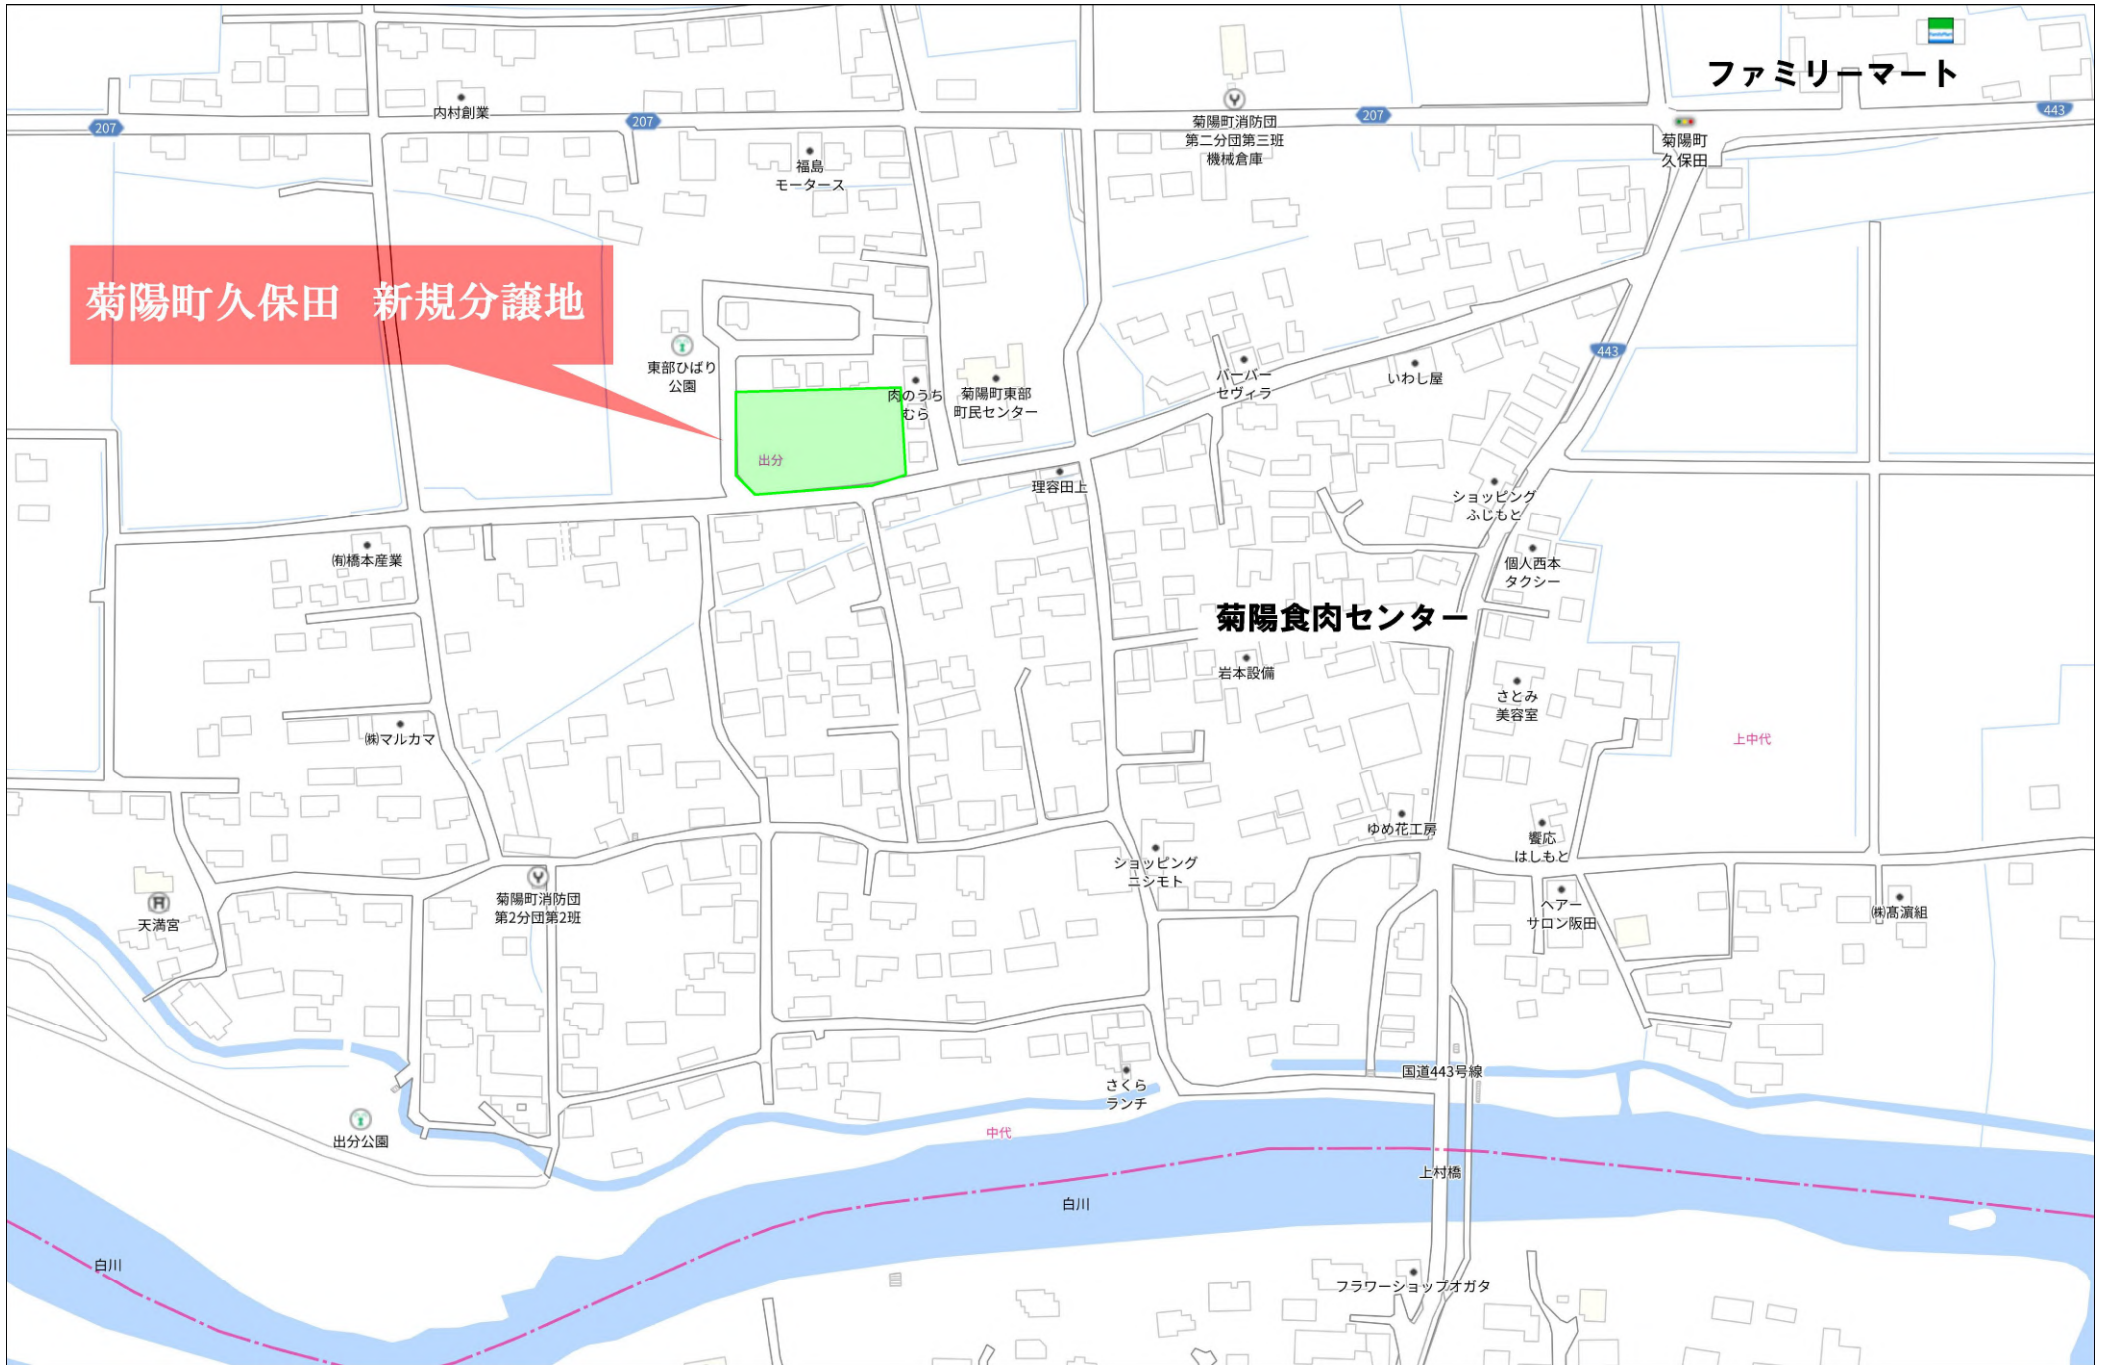 ファミリーマート
内村創業
207
207
207
443
菊陽町消防団
第二分団第三班
機械倉庫
菊陽町
久保田
福島
モータース
菊陽町久保田 新規分譲地
東部ひばり
公園
肉のうち
むら
菊陽町東部
町民センター
バーバー
セヴィラ
いわし屋
443
出分
理容田上
ショッピング
ふじもと
㈲橋本産業
個人西本
タクシー
菊陽食肉センター
岩本設備
さとみ
美容室
㈱マルカマ
上中代
ゆめ花工房
饗応
はしもと
ショッピング
ニシモト
天満宮
菊陽町消防団
第2分団第2班
ヘアー
サロン阪田
㈱髙濵組
国道443号線
さくら
ランチ
出分公園
中代
上村橋
白川
白川
フラワーショップオガタ